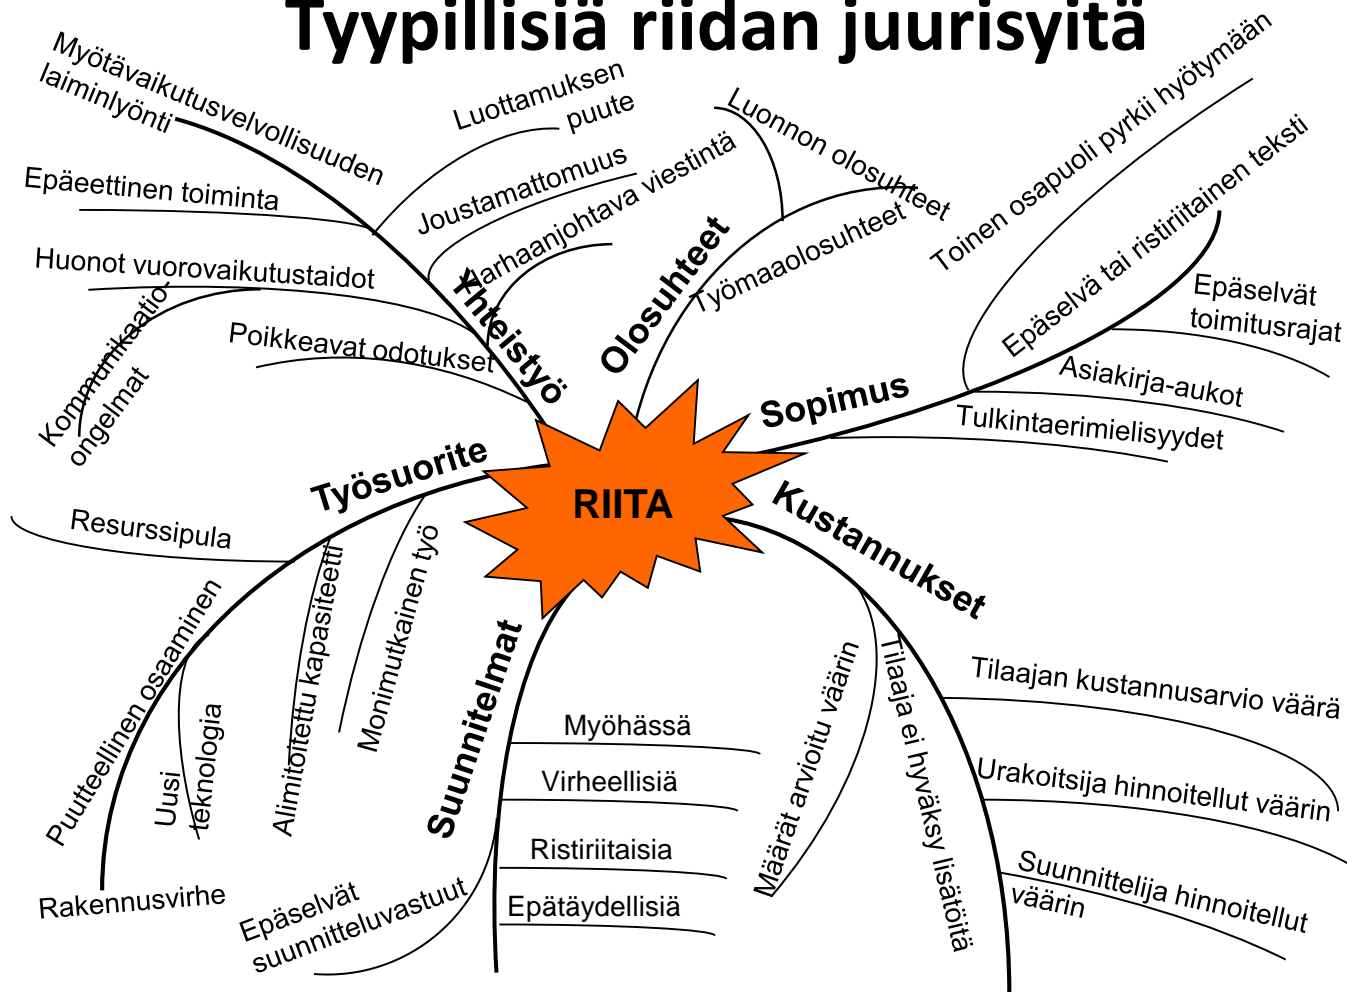 Tyypillisiä riidan juurisyitä
Myötävaikutusvelvollisuuden
laiminlyönti
Epäeettinen toiminta
Huonot vuorovaikutustaidot
Kommunikaatio-
ongelmat
Poikkeavat odotukset
Luottamuksen
puute
Joustamattomuus
Harhaanjohtava viestintä
Yhteistyö
Luonnon olosuhteet
Työmaaolosuhteet
Olosuhteet
Toinen osapuoli pyrkii hyötymään
Epäselvä tai ristiriitainen teksti
Epäselvät
toimitusrajat
Asiakirja-aukot
Tulkintaerimielisyydet
Sopimus
RIITA
Työsuorite
Resurssipula
Puutteellinen osaaminen
Uusi
teknologia
Alimitoitettu kapasiteetti
Monimutkainen työ
Rakennusvirhe
Suunnitelmat
Myöhässä
Virheellisiä
Ristiriitaisia
Epätäydellisiä
Epäselvät
suunnitteluvastuut
Kustannukset
Määrät arvioitu väärin
Tilaaja ei hyväksy lisätöitä
Tilaajan kustannusarvio väärä
Urakoitsija hinnoitellut väärin
Suunnittelija hinnoitellut
väärin